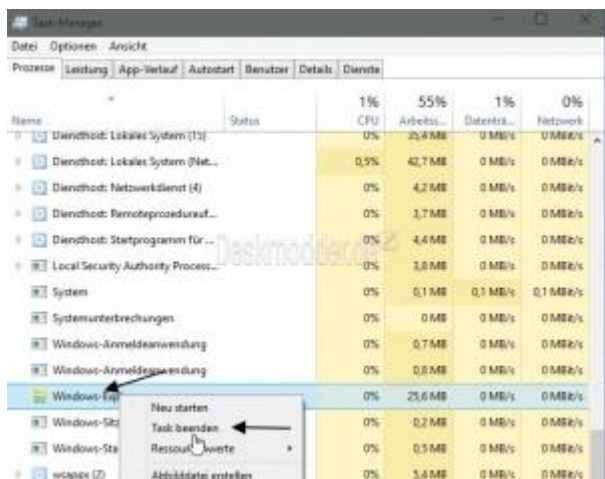 Task-Manager
Datei Optionen Ansicht
Prozesse Leistung App-Verlauf Autostart Benutzer Details Dienste
1% 55% 1% 0%
Name Status CPU Arbeitss... Datenträ... Netzwerk
Diensthost: Lokales System (15) 0% 35,4 MB 0 MB/s 0 MBit/s
Diensthost: Lokales System (Net... 0,5% 42,7 MB 0 MB/s 0 MBit/s
Diensthost: Netzwerkdienst (4) 0% 4,2 MB 0 MB/s 0 MBit/s
Diensthost: Remoteprozeduraufr... 0% 3,7 MB 0 MB/s 0 MBit/s
Diensthost: Startprogramm für ... 0% 4,4 MB 0 MB/s 0 MBit/s
Deskmodder.de
Local Security Authority Process... 0% 3,8 MB 0 MB/s 0 MBit/s
System 0% 0,1 MB 0,1 MB/s 0,1 MBit/s
Systemunterbrechungen 0% 0 MB 0 MB/s 0 MBit/s
Windows-Anmeldeanwendung 0% 0,7 MB 0 MB/s 0 MBit/s
Windows-Anmeldeanwendung 0% 0,8 MB 0 MB/s 0 MBit/s
Windows-Exp 0% 25,6 MB 0 MB/s 0 MBit/s
Neu starten
Windows-Sitz 0% 0,2 MB 0 MB/s 0 MBit/s
Task beenden
Windows-Sta 0% 0,5 MB 0 MB/s 0 MBit/s
wcappx (2) 0% 5,4 MB 0 MB/s 0 MBit/s
Abbilddatei erstellen